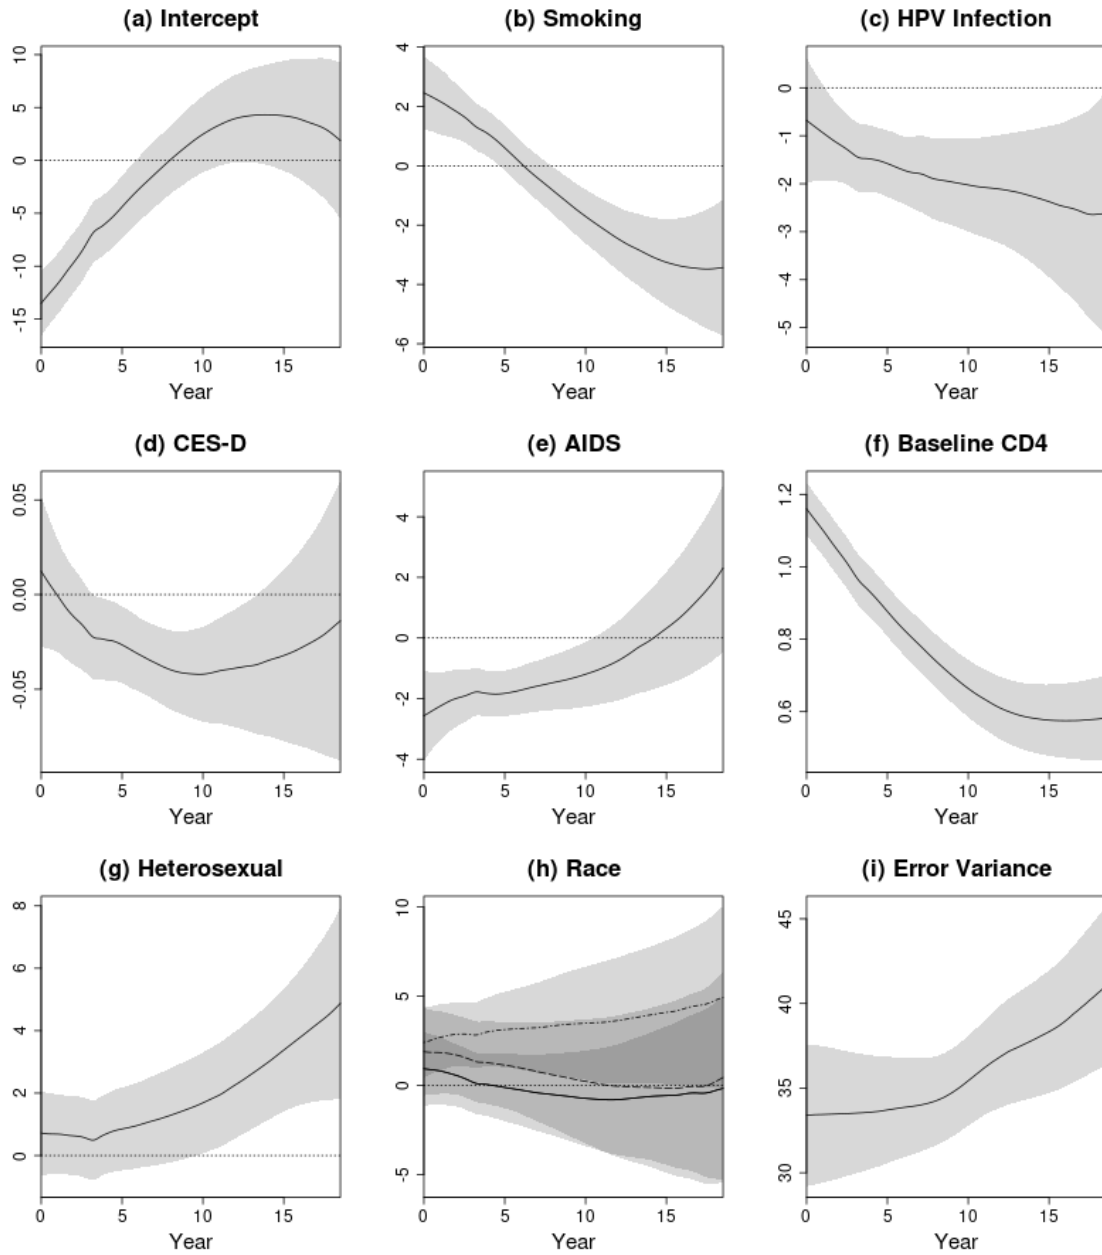 (a) Intercept
(b) Smoking
(c) HPV Infection
10
5
0
-5
-10
-15
0 5 10 15
Year
4
2
0
-2
-4
-6
0 5 10 15
Year
0
-1
-2
-3
-4
-5
0 5 10 15
Year
(d) CES-D
(e) AIDS
(f) Baseline CD4
0.05
0.00
-0.05
0 5 10 15
Year
4
2
0
-2
-4
0 5 10 15
Year
1.2
1.0
0.8
0.6
0 5 10 15
Year
(g) Heterosexual
(h) Race
(i) Error Variance
8
6
4
2
0
0 5 10 15
Year
10
5
0
-5
0 5 10 15
Year
45
40
35
30
0 5 10 15
Year